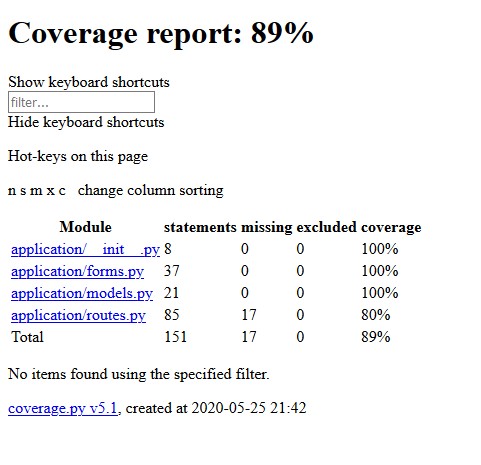 Coverage report: 89%
Show keyboard shortcuts
filter...
Hide keyboard shortcuts
Hot-keys on this page
n s m x c change column sorting
Module statements missing excluded coverage
application/__init__.py 8 0 0 100%
application/forms.py 37 0 0 100%
application/models.py 21 0 0 100%
application/routes.py 85 17 0 80%
Total 151 17 0 89%
No items found using the specified filter.
coverage.py v5.1, created at 2020-05-25 21:42